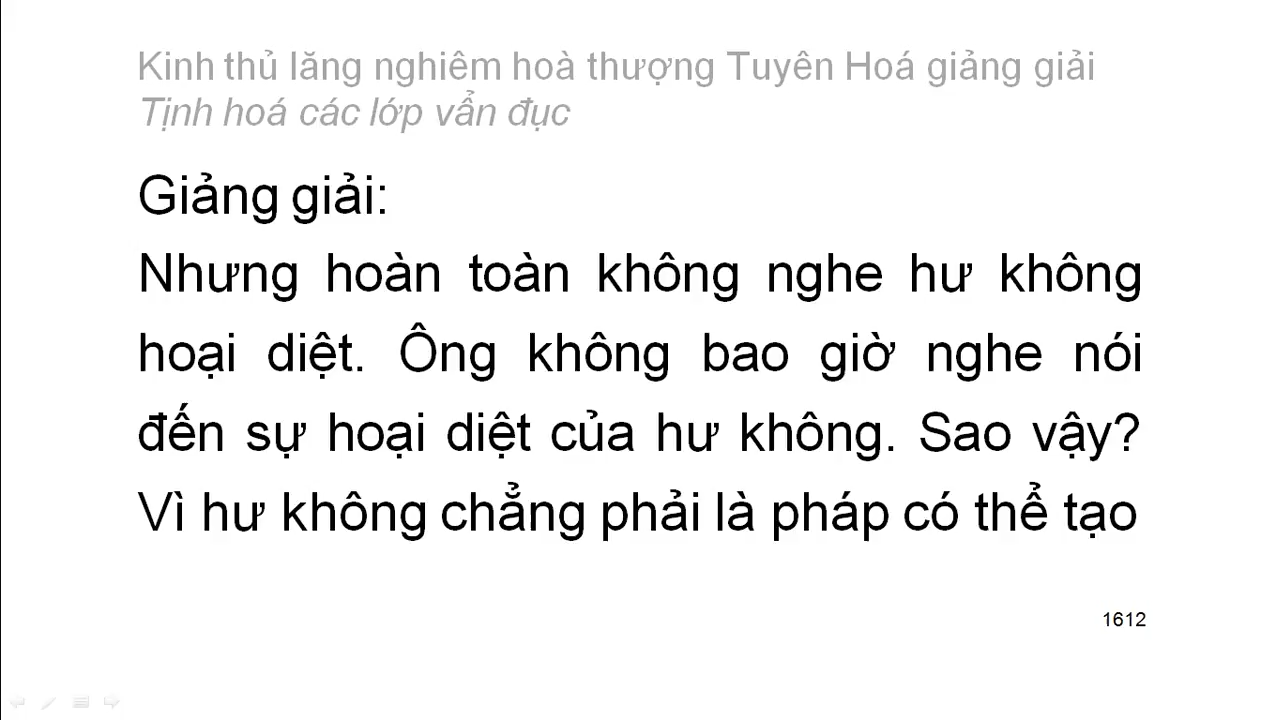 Kinh thủ lăng nghiêm hoà thượng Tuyên Hoá giảng giải
Tịnh hoá các lớp vẩn đục
Giảng giải:
Nhưng hoàn toàn không nghe hư không
hoại diệt. Ông không bao giờ nghe nói
đến sự hoại diệt của hư không. Sao vậy?
Vì hư không chẳng phải là pháp có thể tạo
1612